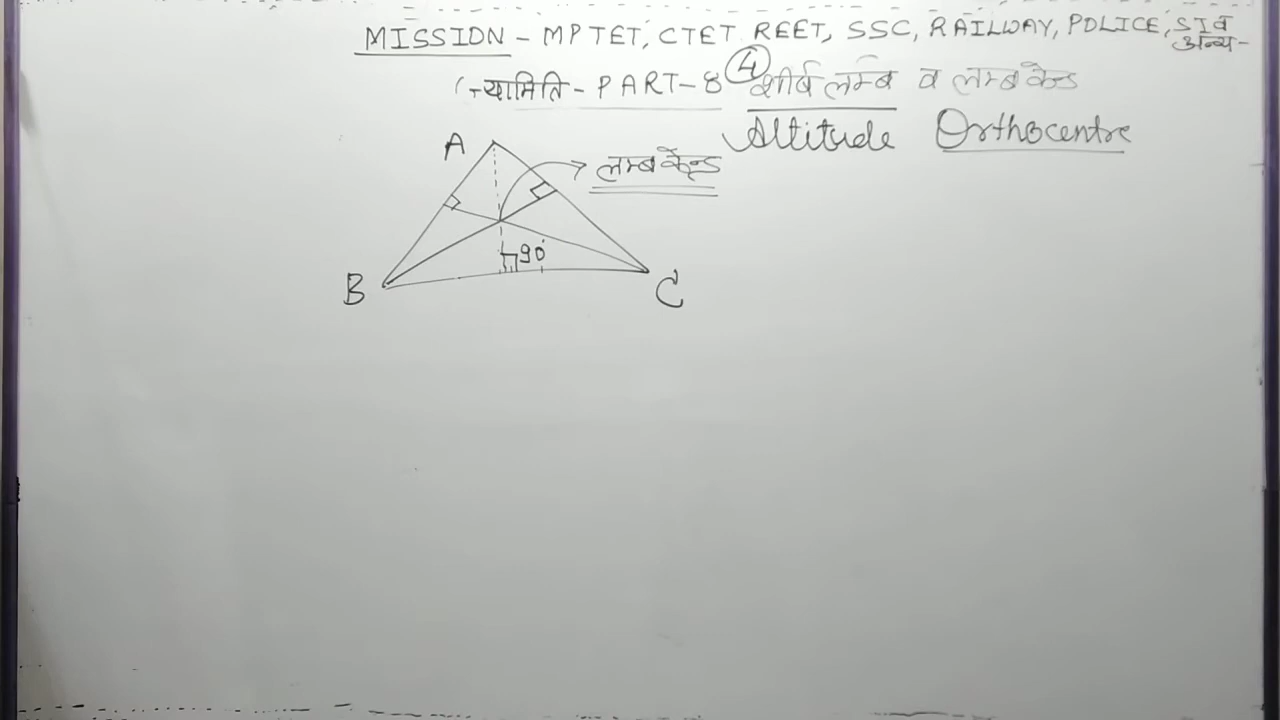 MISSION - MPTET, CTET REET, SSC, RAILWAY, POLICE, SI व
अन्य-
ज्यामिति - PART-8 ④ शीर्ष लम्ब व लम्ब केन्द्र
Altitude Orthocentre
A
लम्ब केन्द्र
90°
B
C